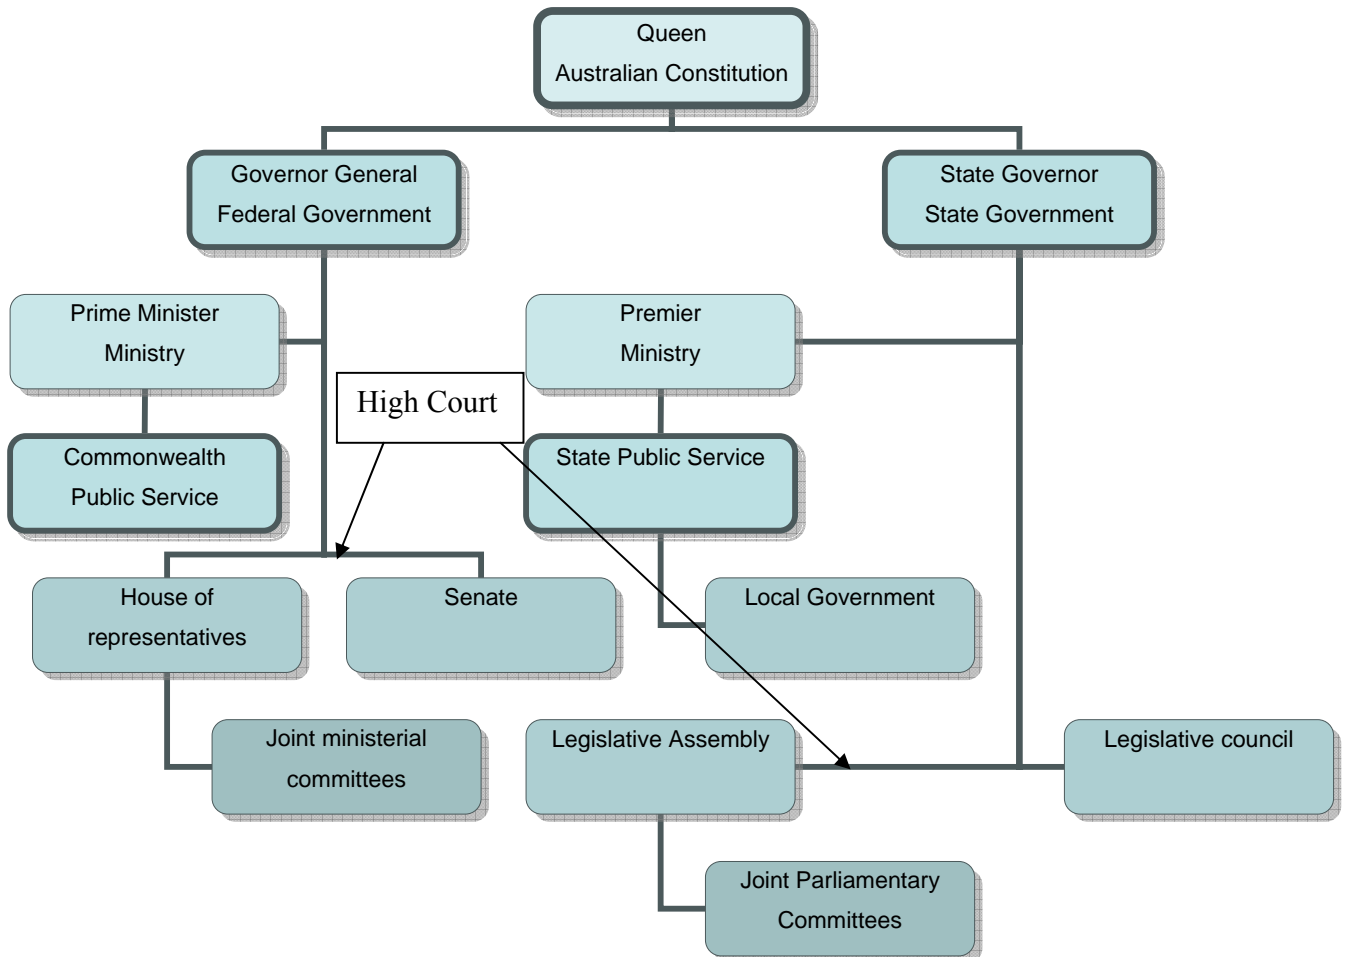 Queen
Australian Constitution
Governor General
Federal Government
State Governor
State Government
Prime Minister
Ministry
Premier
Ministry
High Court
Commonwealth
Public Service
State Public Service
House of
representatives
Senate
Local Government
Joint ministerial
committees
Legislative Assembly
Legislative council
Joint Parliamentary
Committees